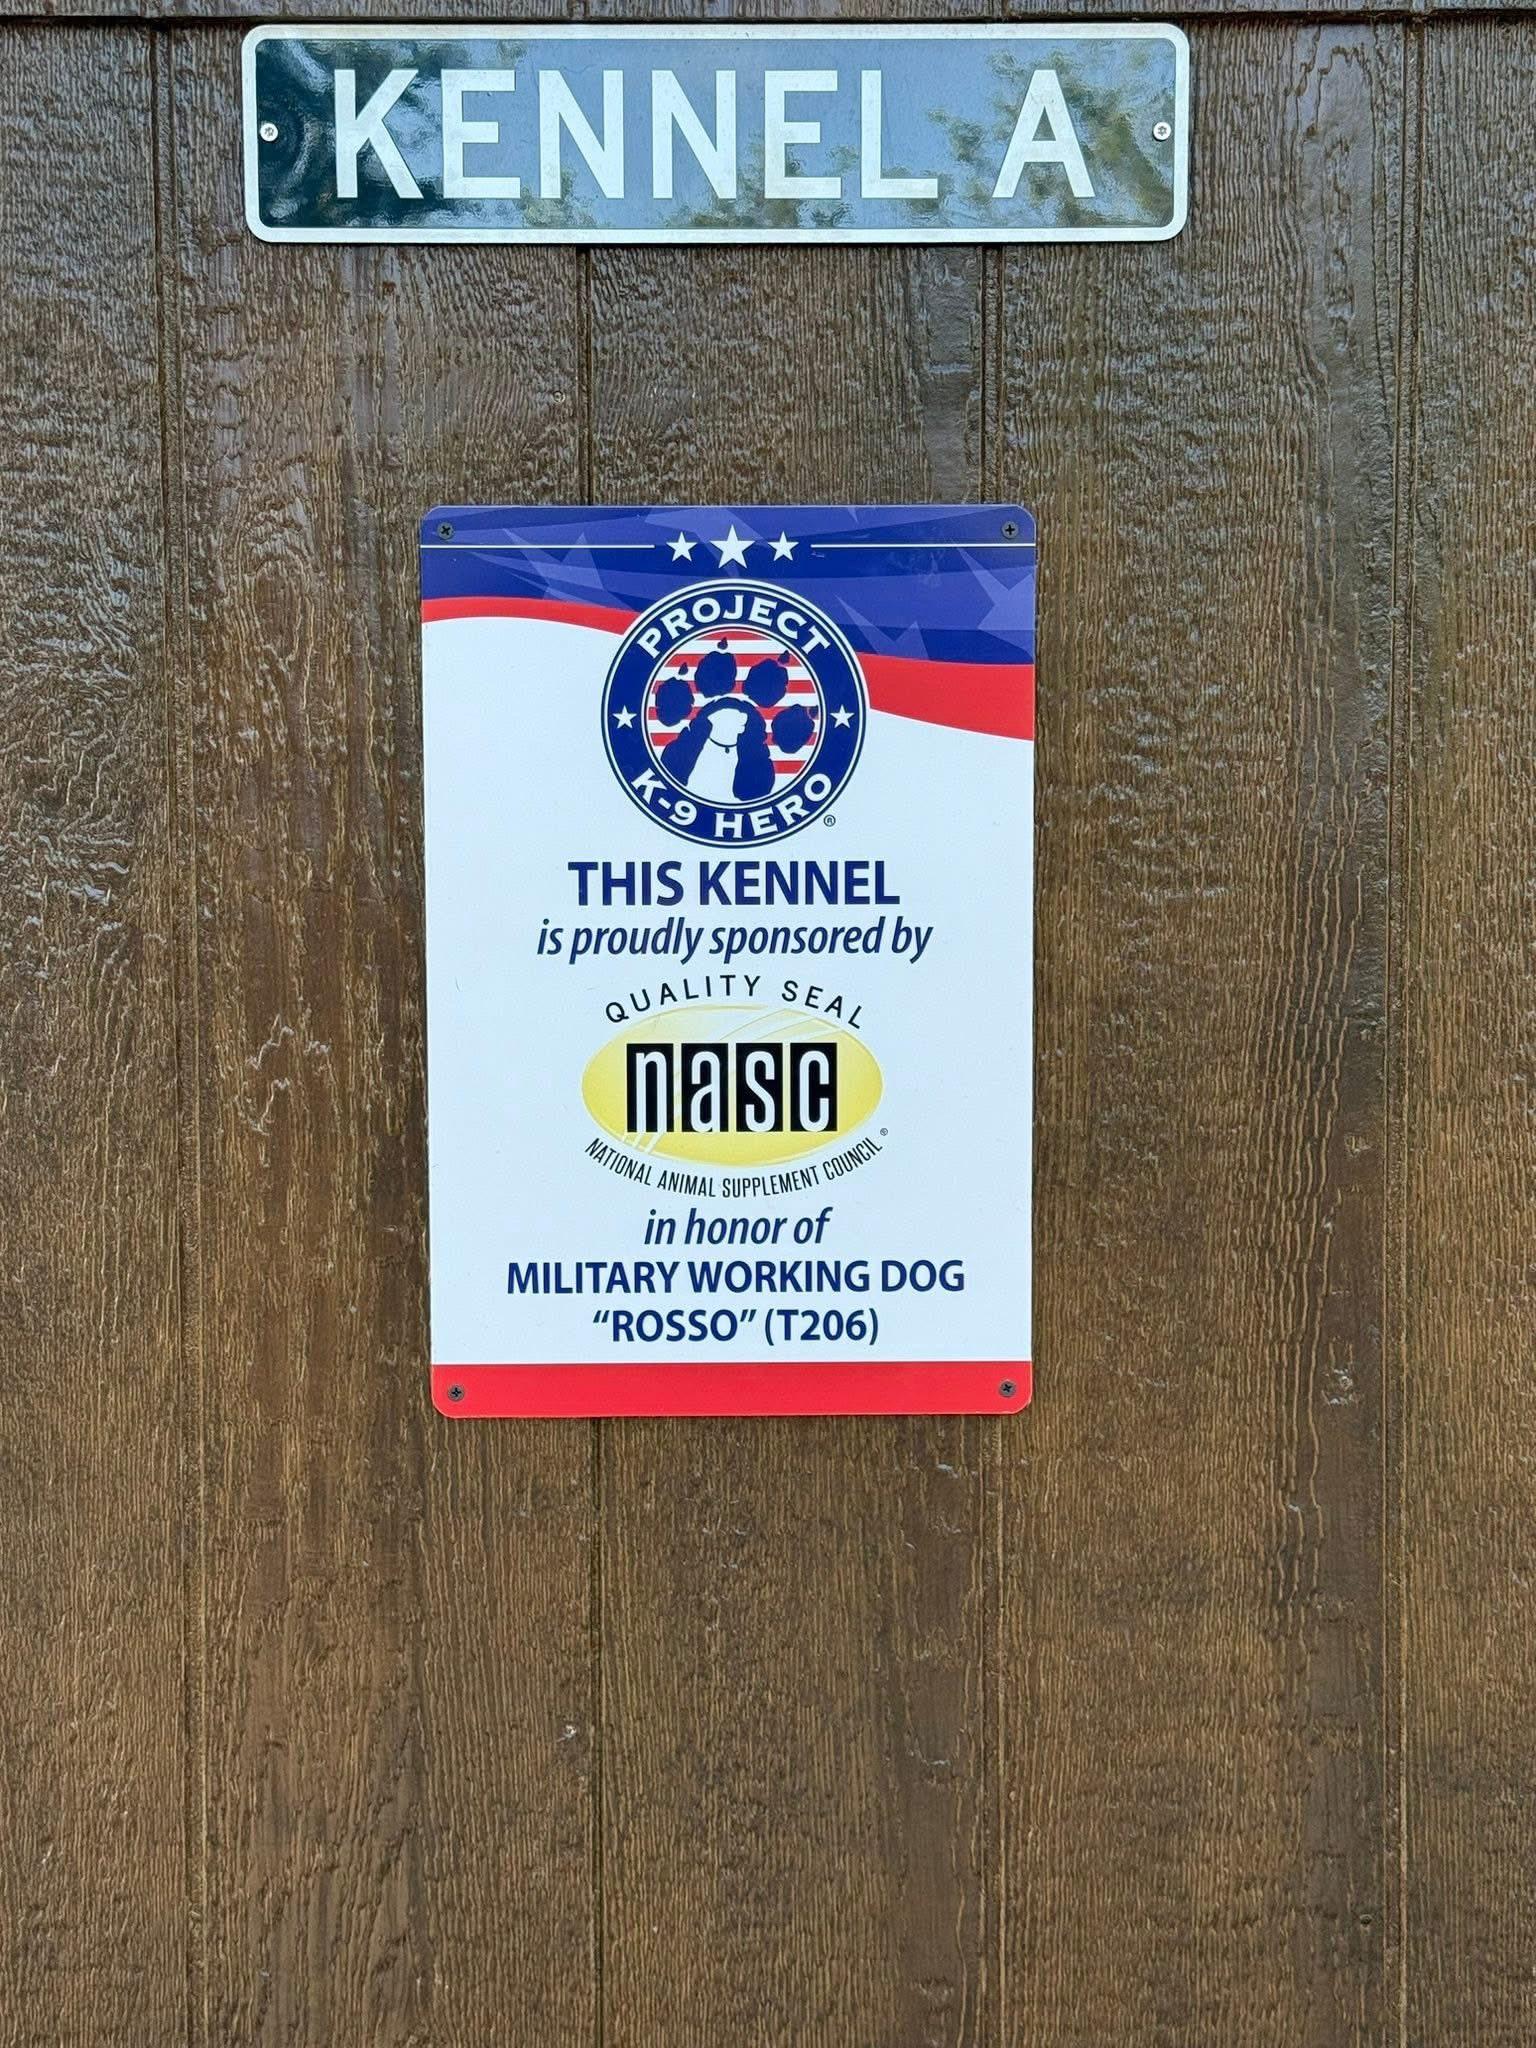 KENNEL A
PROJECT
K-9 HERO®
THIS KENNEL
is proudly sponsored by
QUALITY SEAL
nasc
NATIONAL ANIMAL SUPPLEMENT COUNCIL®
in honor of
MILITARY WORKING DOG
“ROSSO” (T206)